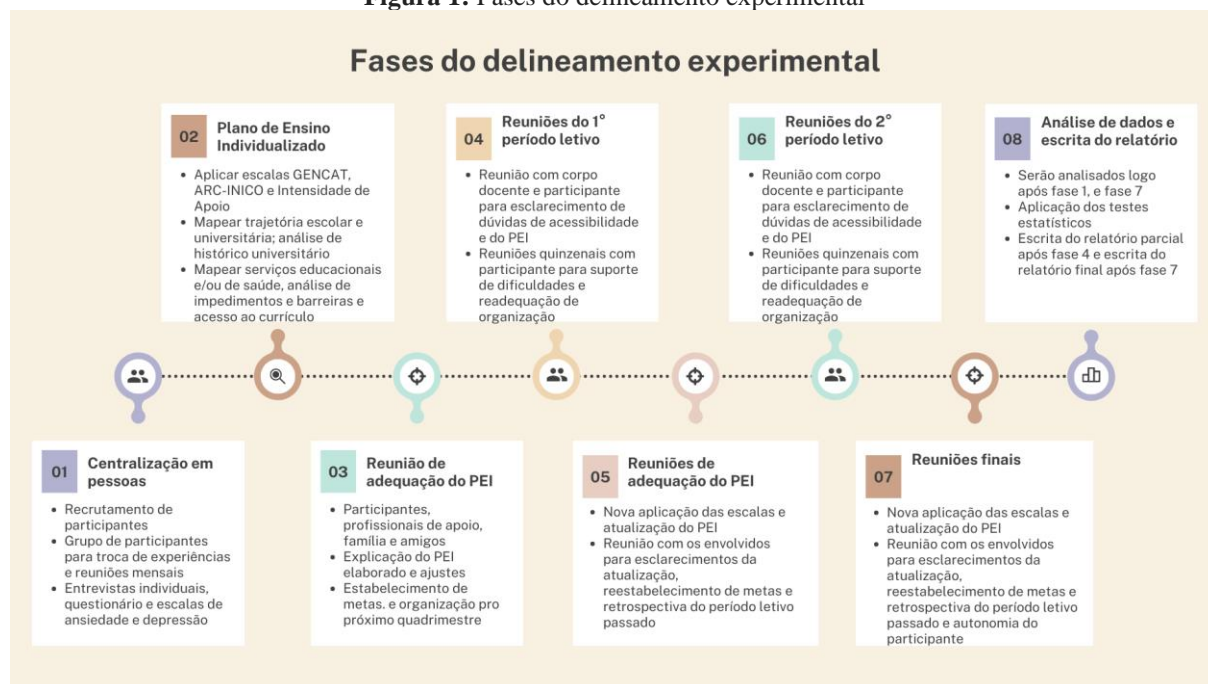 Figura 1. Fases do delineamento experimental
Fases do delineamento experimental
02
Plano de Ensino
Individualizado
• Aplicar escalas GENCAT,
ARC-INICO e Intensidade de
Apoio
• Mapear trajetória escolar e
universitária; análise de
histórico universitário
• Mapear serviços educacionais
e/ou de saúde, análise de
impedimentos e barreiras e
acesso ao currículo
04
Reuniões do 1°
período letivo
• Reunião com corpo
docente e participante
para esclarecimento de
dúvidas de acessibilidade
e do PEI
• Reuniões quinzenais com
participante para suporte
de dificuldades e
readequação de
organização
06
Reuniões do 2°
período letivo
• Reunião com corpo
docente e participante
para esclarecimento de
dúvidas de acessibilidade
e do PEI
• Reuniões quinzenais com
participante para suporte
de dificuldades e
readequação de
organização
08
Análise de dados e
escrita do relatório
• Serão analisados logo
após fase 1, e fase 7
• Aplicação dos testes
estatísticos
• Escrita do relatório parcial
após fase 4 e escrita do
relatório final após fase 7
01
Centralização em
pessoas
• Recrutamento de
participantes
• Grupo de participantes
para troca de experiências
e reuniões mensais
• Entrevistas individuais,
questionário e escalas de
ansiedade e depressão
03
Reunião de
adequação do PEI
• Participantes,
profissionais de apoio,
família e amigos
• Explicação do PEI
elaborado e ajustes
• Estabelecimento de
metas. e organização pro
próximo quadrimestre
05
Reuniões de
adequação do PEI
• Nova aplicação das escalas e
atualização do PEI
• Reunião com os envolvidos
para esclarecimentos da
atualização,
reestabelecimento de metas e
retrospectiva do período letivo
passado
07
Reuniões finais
• Nova aplicação das escalas e
atualização do PEI
• Reunião com os envolvidos
para esclarecimentos da
atualização,
reestabelecimento de metas e
retrospectiva do período letivo
passado e autonomia do
participante